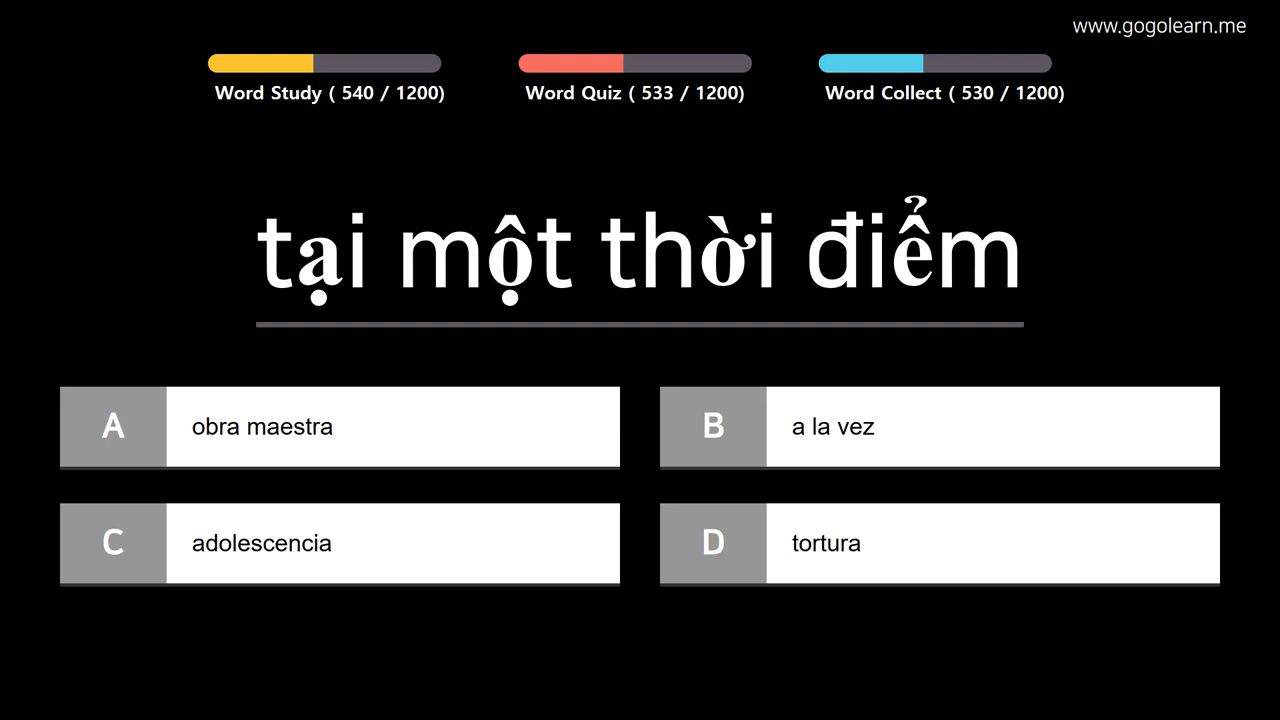 www.gogolearn.me
Word Study ( 540 / 1200)
Word Quiz ( 533 / 1200)
Word Collect ( 530 / 1200)
tại một thời điểm
A
obra maestra
B
a la vez
C
adolescencia
D
tortura